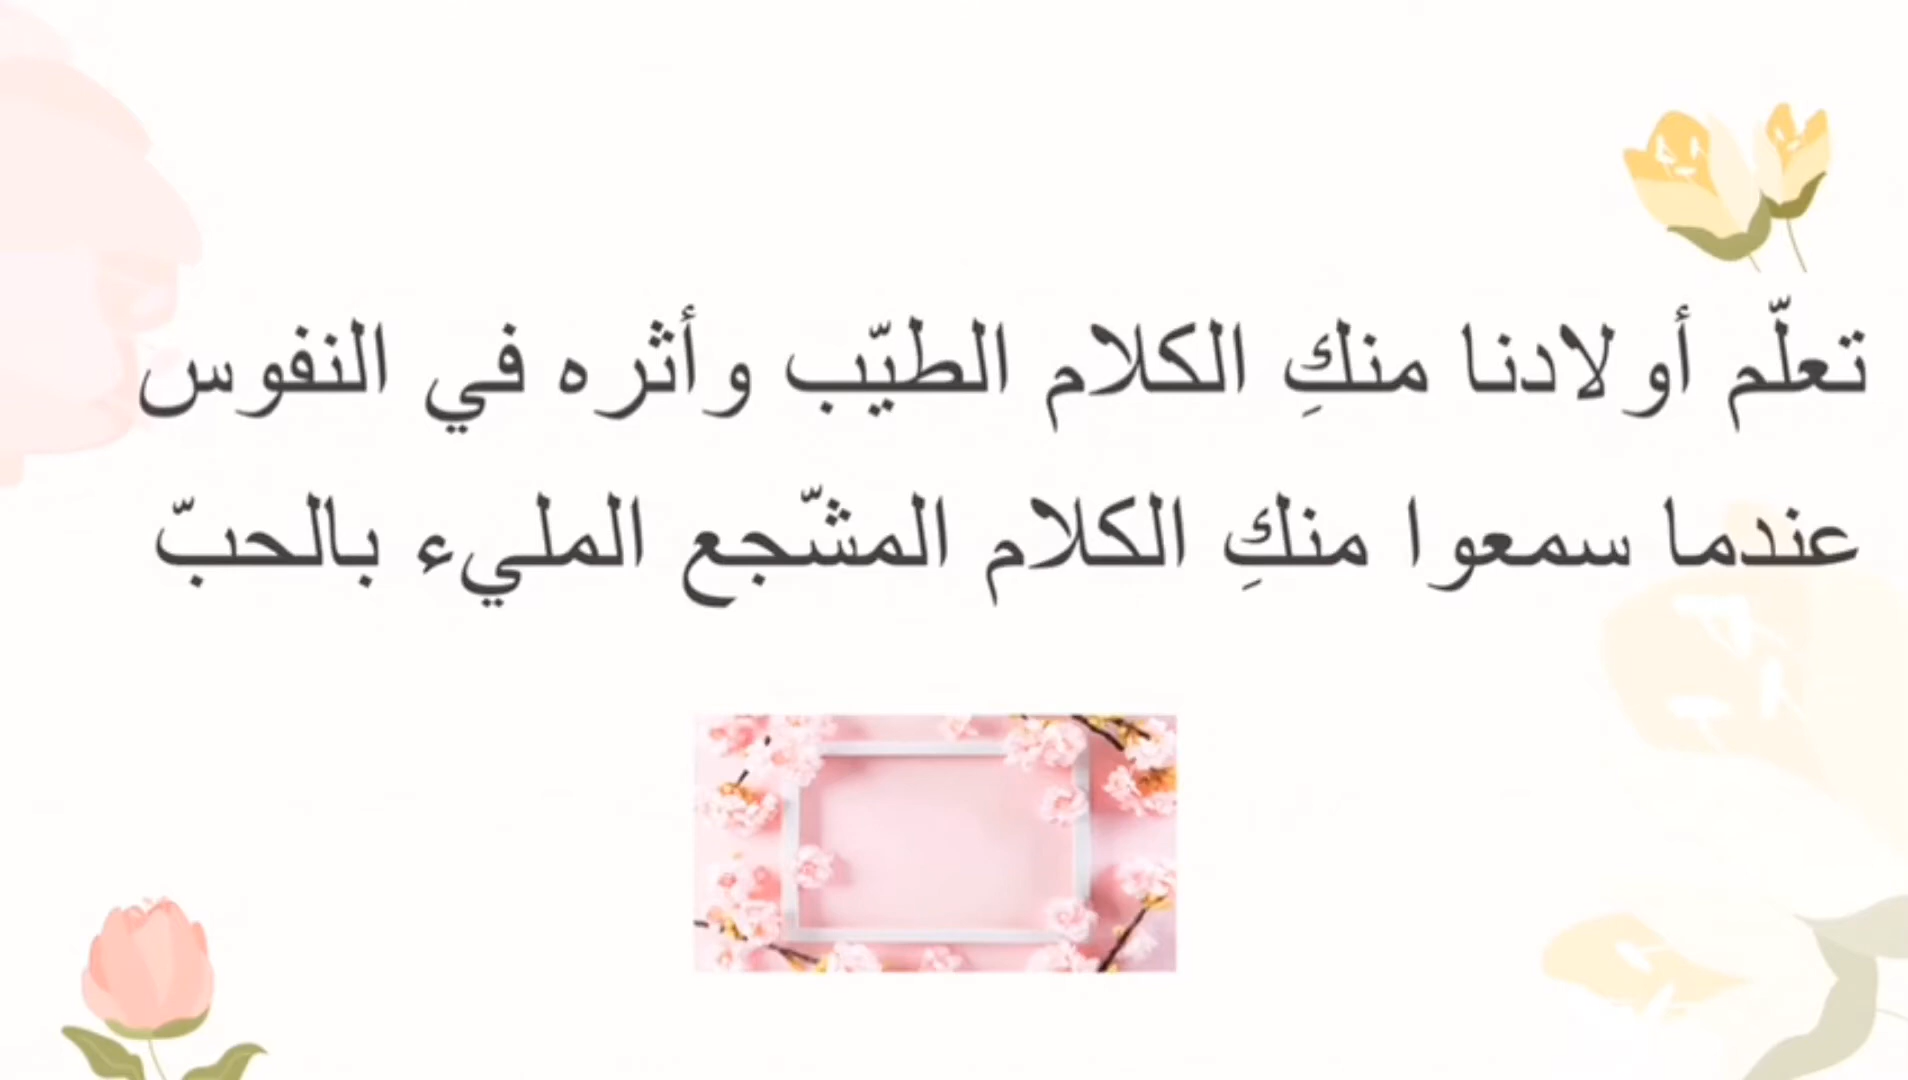 تعلّم أولادنا منكِ الكلام الطيّب وأثره في النفوس
عندما سمعوا منكِ الكلام المشّجع المليء بالحبّ